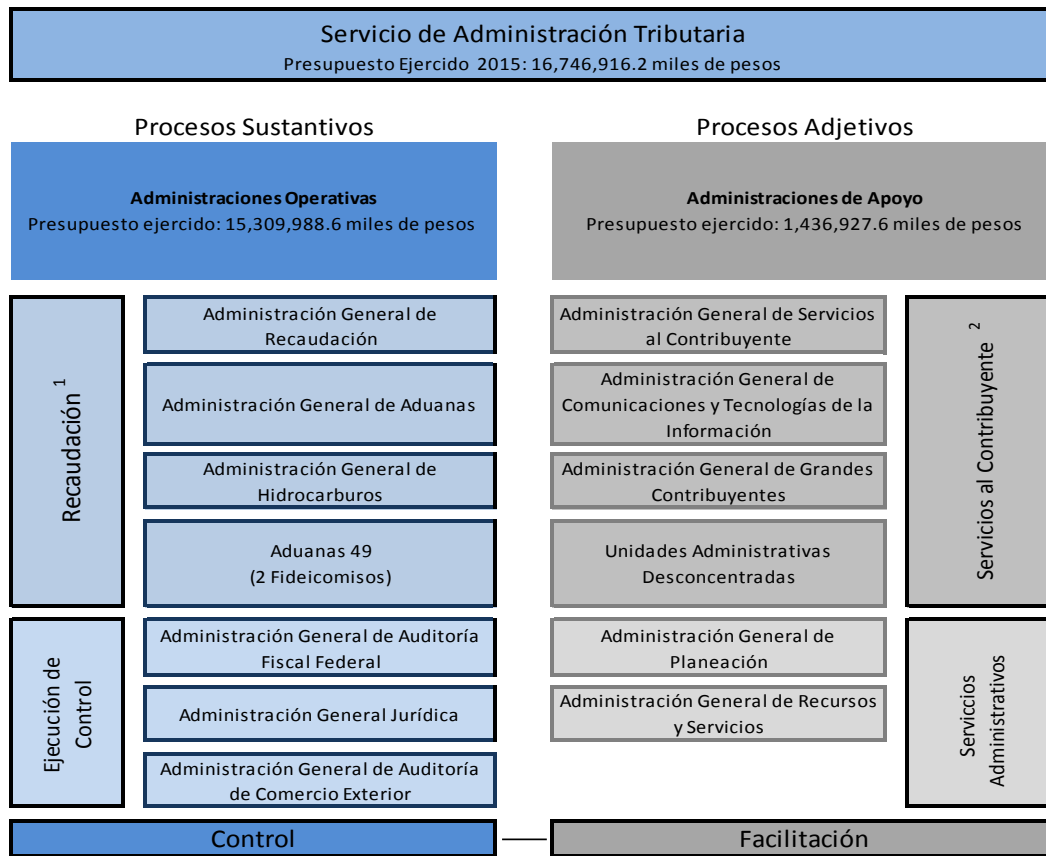 Servicio de Administración Tributaria
Presupuesto Ejercido 2015: 16,746,916.2 miles de pesos
Procesos Sustantivos
Administraciones Operativas
Presupuesto ejercido: 15,309,988.6 miles de pesos
Recaudación 1
Administración General de
Recaudación
Administración General de Aduanas
Administración General de
Hidrocarburos
Aduanas 49
(2 Fideicomisos)
Ejecución de
Control
Administración General de Auditoría
Fiscal Federal
Administración General Jurídica
Administración General de Auditoría
de Comercio Exterior
Control
Procesos Adjetivos
Administraciones de Apoyo
Presupuesto ejercido: 1,436,927.6 miles de pesos
Administración General de Servicios
al Contribuyente
Administración General de
Comunicaciones y Tecnologías de la
Información
Administración General de Grandes
Contribuyentes
Unidades Administrativas
Desconcentradas
Servicios al Contribuyente 2
Administración General de
Planeación
Administración General de Recursos
y Servicios
Serviccios
Administrativos
Facilitación